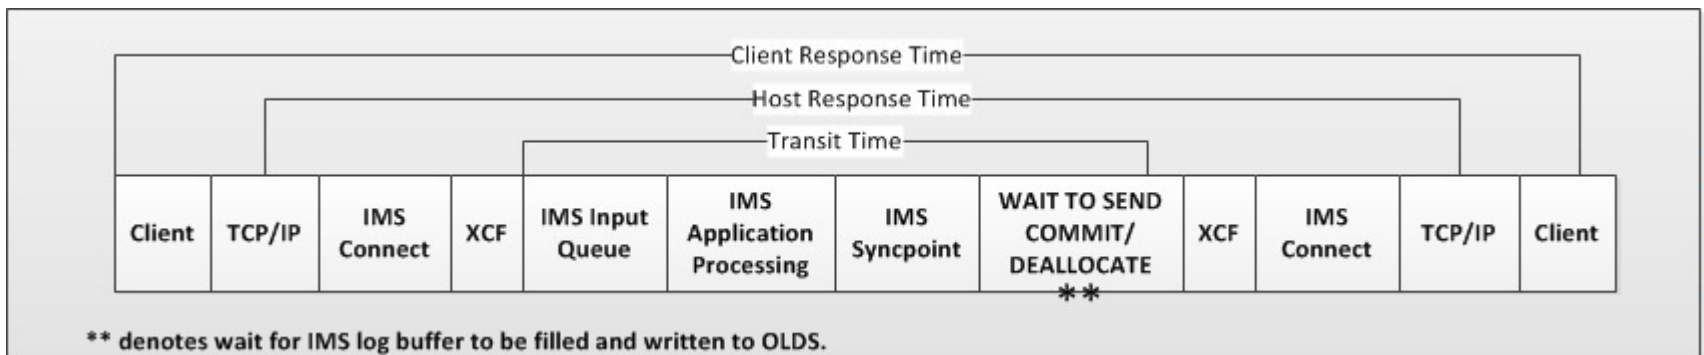 Client Response Time
Host Response Time
Transit Time
Client
TCP/IP
IMS
Connect
XCF
IMS Input
Queue
IMS
Application
Processing
IMS
Syncpoint
WAIT TO SEND
COMMIT/
DEALLOCATE
**
XCF
IMS
Connect
TCP/IP
Client
** denotes wait for IMS log buffer to be filled and written to OLDS.